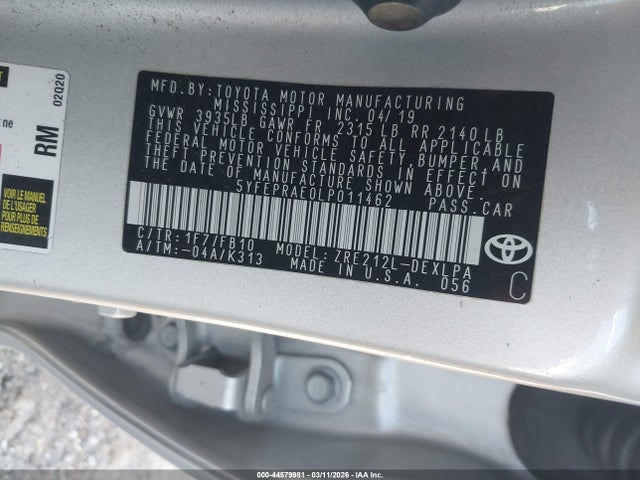 MFD.BY: TOYOTA MOTOR MANUFACTURING
MISSISSIPPI, INC. 04/19
GVWR 3935LB GAWR FR 2315 LB RR 2140 LB
THIS VEHICLE CONFORMS TO ALL APPLICABLE
FEDERAL MOTOR VEHICLE SAFETY, BUMPER AND
THEFT PREVENTION STANDARDS IN EFFECT ON
THE DATE OF MANUFACTURE SHOWN ABOVE.
5YFEPRAE0LP011462 PASS.CAR
C/TR: 1F7/FB10 MODEL: ZRE212L-DEXLPA
A/TM: -04A/K313 MADE IN U.S.A. 056
TOYOTA
C
02020
RM
ne
VOIR LE MANUEL
DE L'UTILISATEUR
POUR PLUS DE
RENSEIGNEMENTS
000-44579981 - 03/11/2026 - IAA Inc.